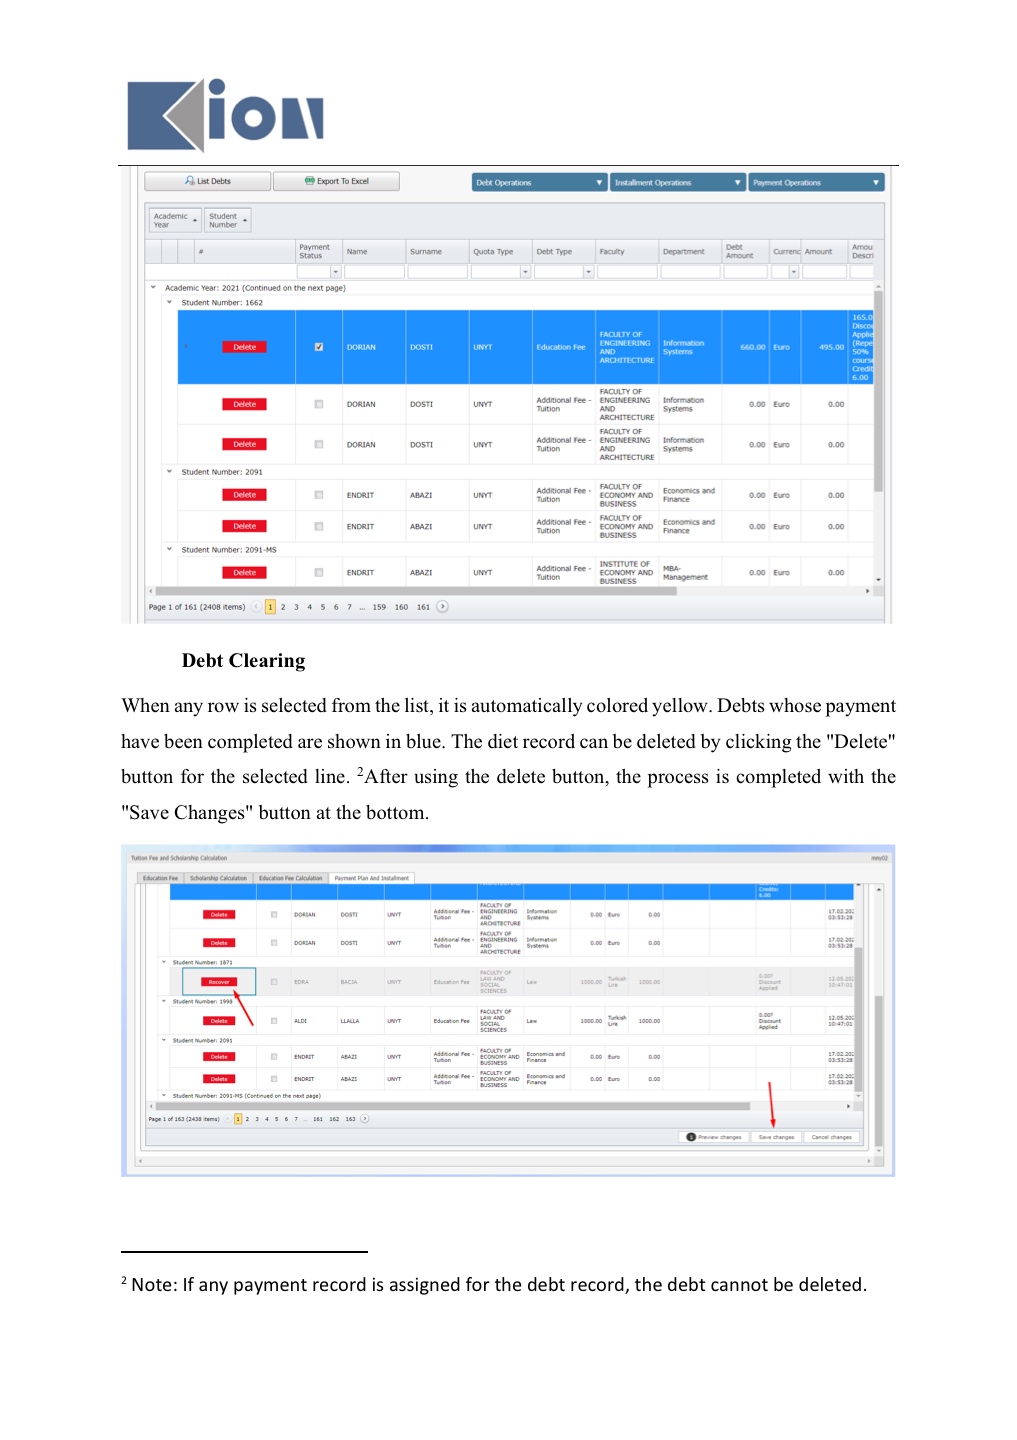 Kion
List Debts Export To Excel Debt Operations Installment Operations Payment Operations
Academic Year Student Number
# Payment Status Name Surname Quota Type Debt Type Faculty Department Debt Amount Currenc Amount Amou Descri
Academic Year: 2021 (Continued on the next page)
Student Number: 1662
Delete DORIAN DOSTI UNYT Education Fee FACULTY OF ENGINEERING AND ARCHITECTURE Information Systems 660.00 Euro 495.00 165.0 Discou Applie (Repe 50% course Credit 6.00
Delete DORIAN DOSTI UNYT Additional Fee - Tuition FACULTY OF ENGINEERING AND ARCHITECTURE Information Systems 0.00 Euro 0.00
Delete DORIAN DOSTI UNYT Additional Fee - Tuition FACULTY OF ENGINEERING AND ARCHITECTURE Information Systems 0.00 Euro 0.00
Student Number: 2091
Delete ENDRIT ABAZI UNYT Additional Fee - Tuition FACULTY OF ECONOMY AND BUSINESS Economics and Finance 0.00 Euro 0.00
Delete ENDRIT ABAZI UNYT Additional Fee - Tuition FACULTY OF ECONOMY AND BUSINESS Economics and Finance 0.00 Euro 0.00
Student Number: 2091-MS
Delete ENDRIT ABAZI UNYT Additional Fee - Tuition INSTITUTE OF ECONOMY AND BUSINESS MBA-Management 0.00 Euro 0.00
Page 1 of 161 (2408 items) 1 2 3 4 5 6 7 ... 159 160 161
Debt Clearing
When any row is selected from the list, it is automatically colored yellow. Debts whose payment
have been completed are shown in blue. The diet record can be deleted by clicking the "Delete"
button for the selected line. ²After using the delete button, the process is completed with the
"Save Changes" button at the bottom.
Tuition Fee and Scholarship Calculation mny02
Education Fee Scholarship Calculation Education Fee Calculation Payment Plan And Installment
Credits: 6.00
Delete DORIAN DOSTI UNYT Additional Fee - Tuition FACULTY OF ENGINEERING AND ARCHITECTURE Information Systems 0.00 Euro 0.00 17.02.202 03:53:28
Delete DORIAN DOSTI UNYT Additional Fee - Tuition FACULTY OF ENGINEERING AND ARCHITECTURE Information Systems 0.00 Euro 0.00 17.02.202 03:53:28
Student Number: 1871
Recover EDRA BACJA UNYT Education Fee FACULTY OF LAW AND SOCIAL SCIENCES Law 1000.00 Turkish Lira 1000.00 Discount Applied 12.05.202 10:47:01
Student Number: 1998
Delete ALDI LLALLA UNYT Education Fee FACULTY OF LAW AND SOCIAL SCIENCES Law 1000.00 Turkish Lira 1000.00 Discount Applied 12.05.202 10:47:01
Student Number: 2091
Delete ENDRIT ABAZI UNYT Additional Fee - Tuition FACULTY OF ECONOMY AND BUSINESS Economics and Finance 0.00 Euro 0.00 17.02.202 03:53:28
Delete ENDRIT ABAZI UNYT Additional Fee - Tuition FACULTY OF ECONOMY AND BUSINESS Economics and Finance 0.00 Euro 0.00 17.02.202 03:53:28
Student Number: 2091-MS (Continued on the next page)
Page 1 of 163 (2438 items) 1 2 3 4 5 6 7 ... 161 162 163
1 Preview changes Save changes Cancel changes
² Note: If any payment record is assigned for the debt record, the debt cannot be deleted.